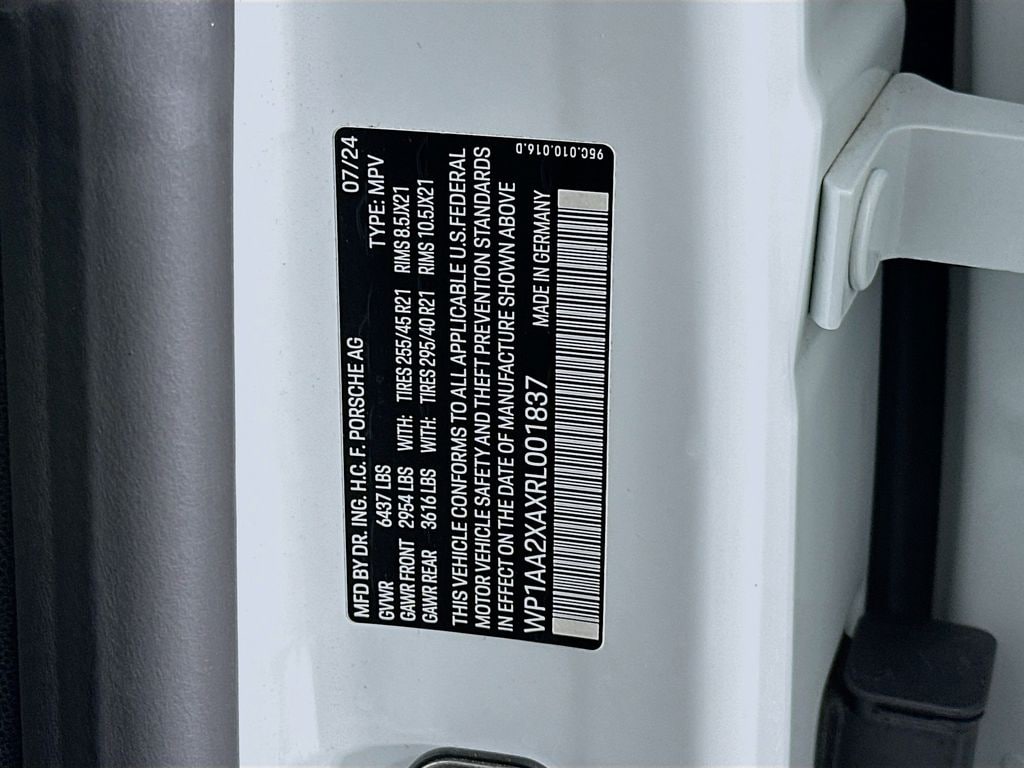 MFD BY DR. ING. H.C. F. PORSCHE AG 07/24
GVWR 6437 LBS TYPE: MPV
GAWR FRONT 2954 LBS WITH: TIRES 255/45 R21 RIMS 8.5JX21
GAWR REAR 3616 LBS WITH: TIRES 295/40 R21 RIMS 10.5JX21
THIS VEHICLE CONFORMS TO ALL APPLICABLE U.S. FEDERAL
MOTOR VEHICLE SAFETY AND THEFT PREVENTION STANDARDS
IN EFFECT ON THE DATE OF MANUFACTURE SHOWN ABOVE
WP1AA2XAXRL001837 MADE IN GERMANY
95C.010.016.D